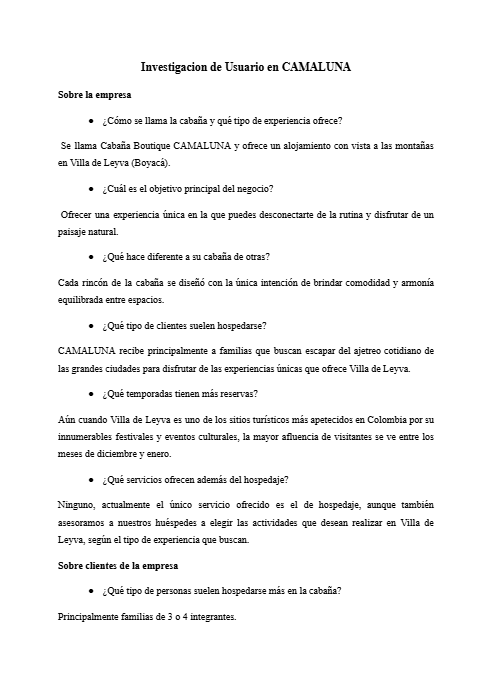 Investigacion de Usuario en CAMALUNA
Sobre la empresa
● ¿Cómo se llama la cabaña y qué tipo de experiencia ofrece?
Se llama Cabaña Boutique CAMALUNA y ofrece un alojamiento con vista a las montañas
en Villa de Leyva (Boyacá).
● ¿Cuál es el objetivo principal del negocio?
Ofrecer una experiencia única en la que puedes desconectarte de la rutina y disfrutar de un
paisaje natural.
● ¿Qué hace diferente a su cabaña de otras?
Cada rincón de la cabaña se diseñó con la única intención de brindar comodidad y armonía
equilibrada entre espacios.
● ¿Qué tipo de clientes suelen hospedarse?
CAMALUNA recibe principalmente a familias que buscan escapar del ajetreo cotidiano de
las grandes ciudades para disfrutar de las experiencias únicas que ofrece Villa de Leyva.
● ¿Qué temporadas tienen más reservas?
Aún cuando Villa de Leyva es uno de los sitios turísticos más apetecidos en Colombia por su
innumerables festivales y eventos culturales, la mayor afluencia de visitantes se ve entre los
meses de diciembre y enero.
● ¿Qué servicios ofrecen además del hospedaje?
Ninguno, actualmente el único servicio ofrecido es el de hospedaje, aunque también
asesoramos a nuestros huéspedes a elegir las actividades que desean realizar en Villa de
Leyva, según el tipo de experiencia que buscan.
Sobre clientes de la empresa
● ¿Qué tipo de personas suelen hospedarse más en la cabaña?
Principalmente familias de 3 o 4 integrantes.